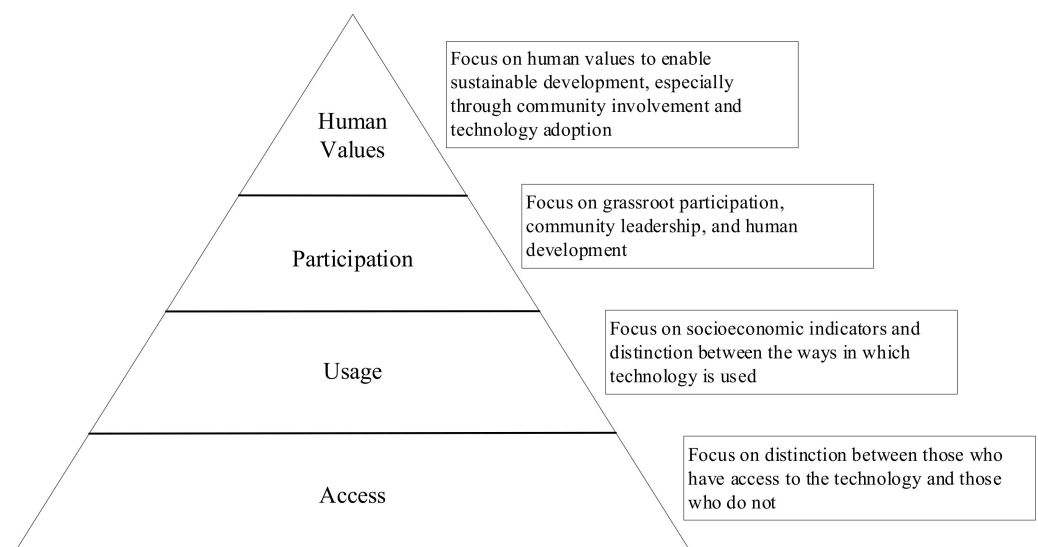 Human
Values
Focus on human values to enable
sustainable development, especially
through community involvement and
technology adoption
Participation
Focus on grassroot participation,
community leadership, and human
development
Usage
Focus on socioeconomic indicators and
distinction between the ways in which
technology is used
Access
Focus on distinction between those who
have access to the technology and those
who do not